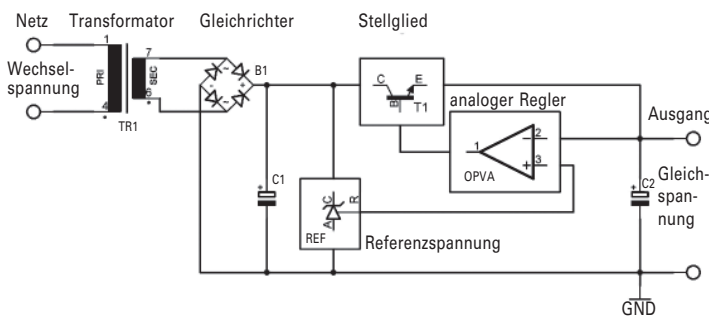 Netz Transformator Gleichrichter Stellglied
1
7
PRI
SEC
Wechsel-
spannung
4
6
TR1
B1
~
-
+
~
C E
B
T1
analoger Regler
1
2
3
-
+
OPVA
Ausgang
+
C1
C
A
R
REF
Referenzspannung
+
C2
Gleich-
span-
nung
GND